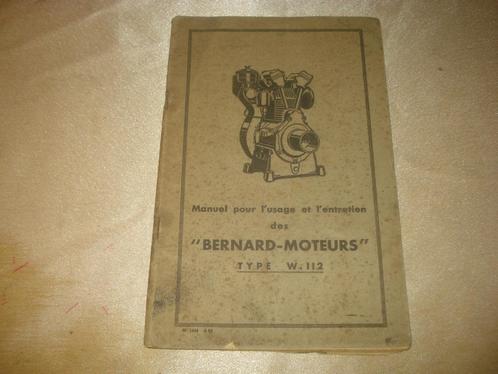 Manuel pour l'usage et l'entretien
des
"BERNARD-MOTEURS"
TYPE W. 112